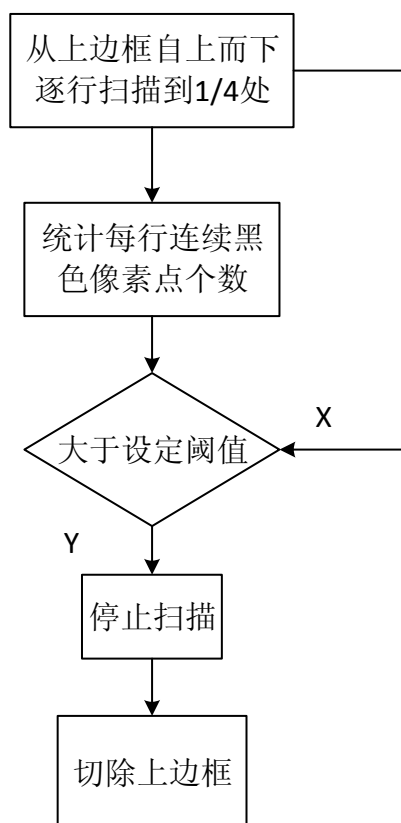 从上边框自上而下
逐行扫描到1/4处
统计每行连续黑
色像素点个数
大于设定阈值
X
Y
停止扫描
切除上边框